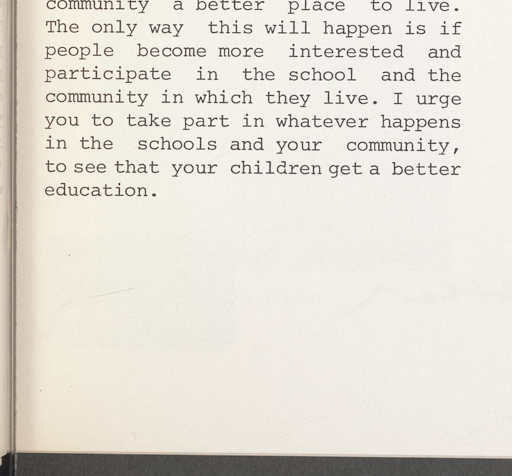 community a better place to live.
The only way this will happen is if
people become more interested and
participate in the school and the
community in which they live. I urge
you to take part in whatever happens
in the schools and your community,
to see that your children get a better
education.